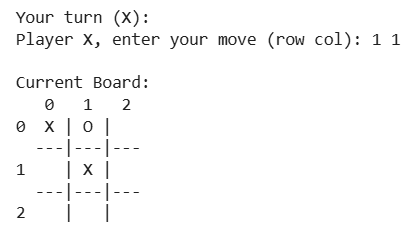 Your turn (X):
Player X, enter your move (row col): 1 1
Current Board:
0 1 2
0 X | O |
---|---|---
1 | X |
---|---|---
2 | |